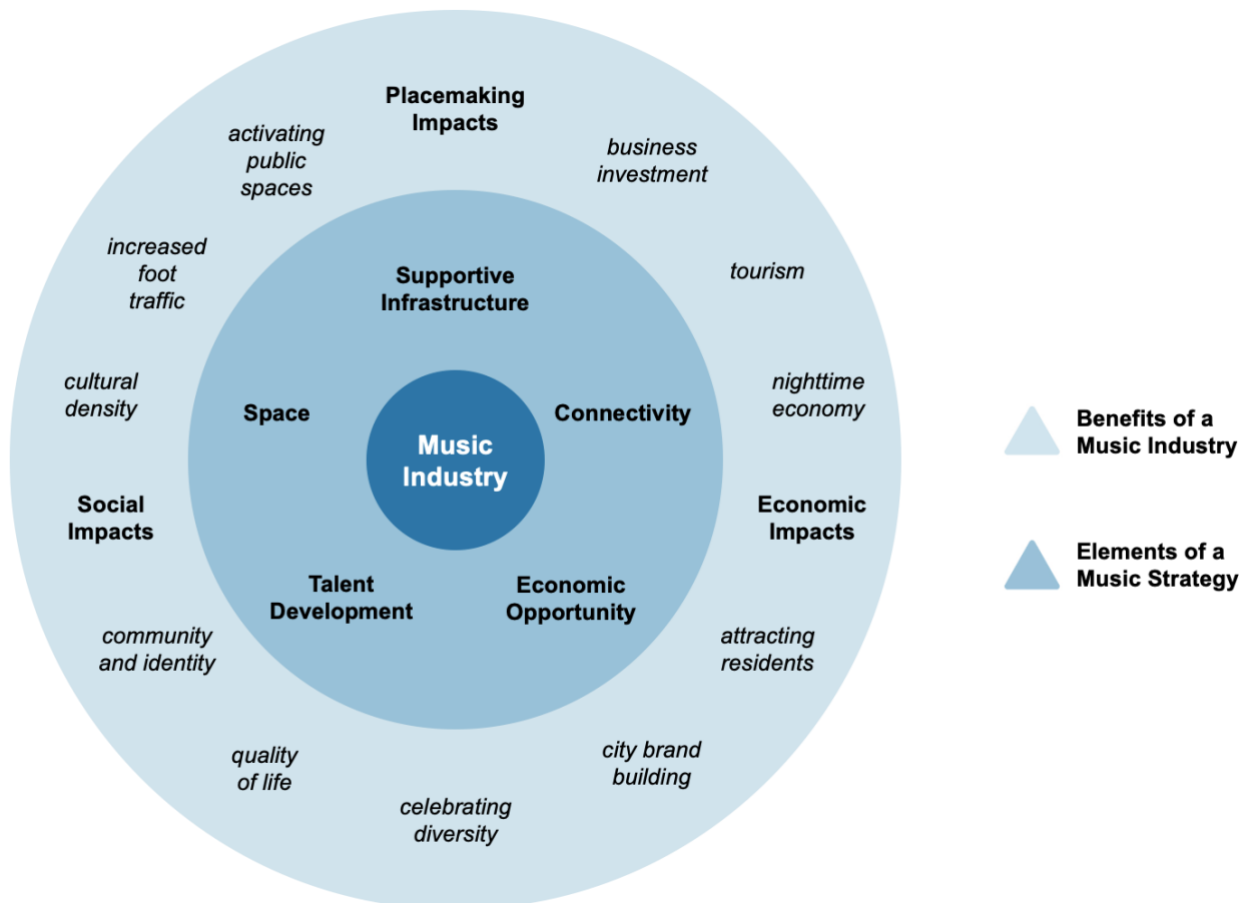 Placemaking
Impacts
activating
public
spaces
business
investment
increased
foot
traffic
tourism
Supportive
Infrastructure
cultural
density
nighttime
economy
Space
Connectivity
Music
Industry
Social
Impacts
Economic
Impacts
Talent
Development
Economic
Opportunity
community
and identity
attracting
residents
quality
of life
city brand
building
celebrating
diversity
Benefits of a
Music Industry
Elements of a
Music Strategy